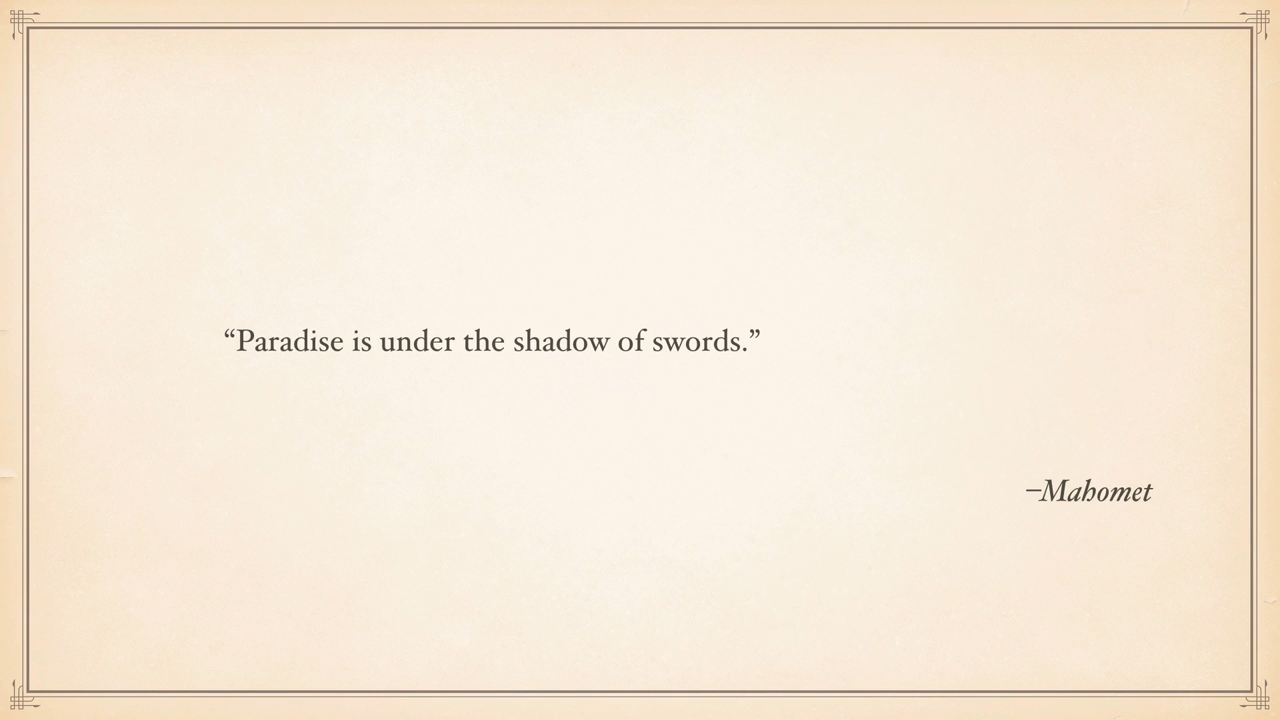 “Paradise is under the shadow of swords.”
–Mahomet